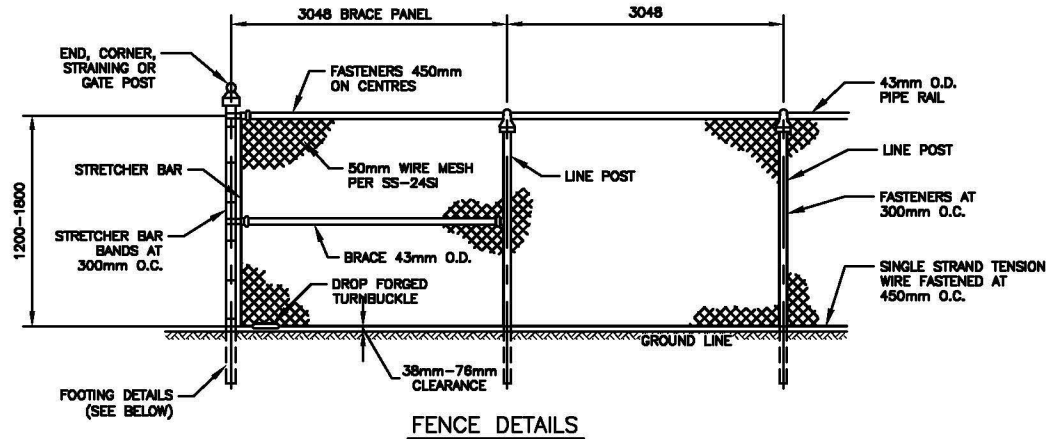 3048 BRACE PANEL
3048
END, CORNER,
STRAINING OR
GATE POST
FASTENERS 450mm
ON CENTRES
43mm O.D.
PIPE RAIL
1200-1800
STRETCHER BAR
50mm WIRE MESH
PER SS-24SI
LINE POST
LINE POST
FASTENERS AT
300mm O.C.
STRETCHER BAR
BANDS AT
300mm O.C.
BRACE 43mm O.D.
DROP FORGED
TURNBUCKLE
SINGLE STRAND TENSION
WIRE FASTENED AT
450mm O.C.
GROUND LINE
38mm-76mm
CLEARANCE
FOOTING DETAILS
(SEE BELOW)
FENCE DETAILS